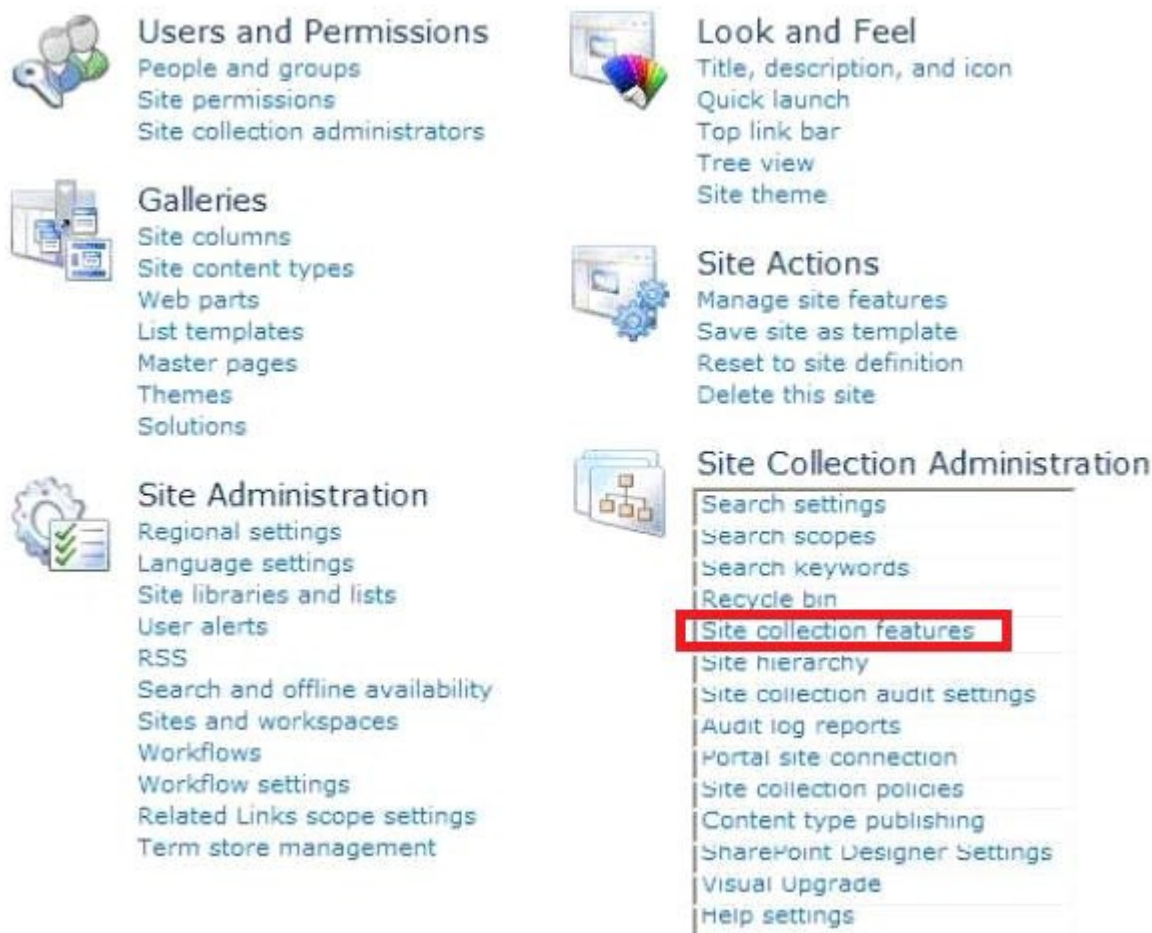 Users and Permissions
People and groups
Site permissions
Site collection administrators
Galleries
Site columns
Site content types
Web parts
List templates
Master pages
Themes
Solutions
Site Administration
Regional settings
Language settings
Site libraries and lists
User alerts
RSS
Search and offline availability
Sites and workspaces
Workflows
Workflow settings
Related Links scope settings
Term store management
Look and Feel
Title, description, and icon
Quick launch
Top link bar
Tree view
Site theme
Site Actions
Manage site features
Save site as template
Reset to site definition
Delete this site
Site Collection Administration
Search settings
Search scopes
Search keywords
Recycle bin
Site collection features
Site hierarchy
Site collection audit settings
Audit log reports
Portal site connection
Site collection policies
Content type publishing
SharePoint Designer Settings
Visual Upgrade
Help settings